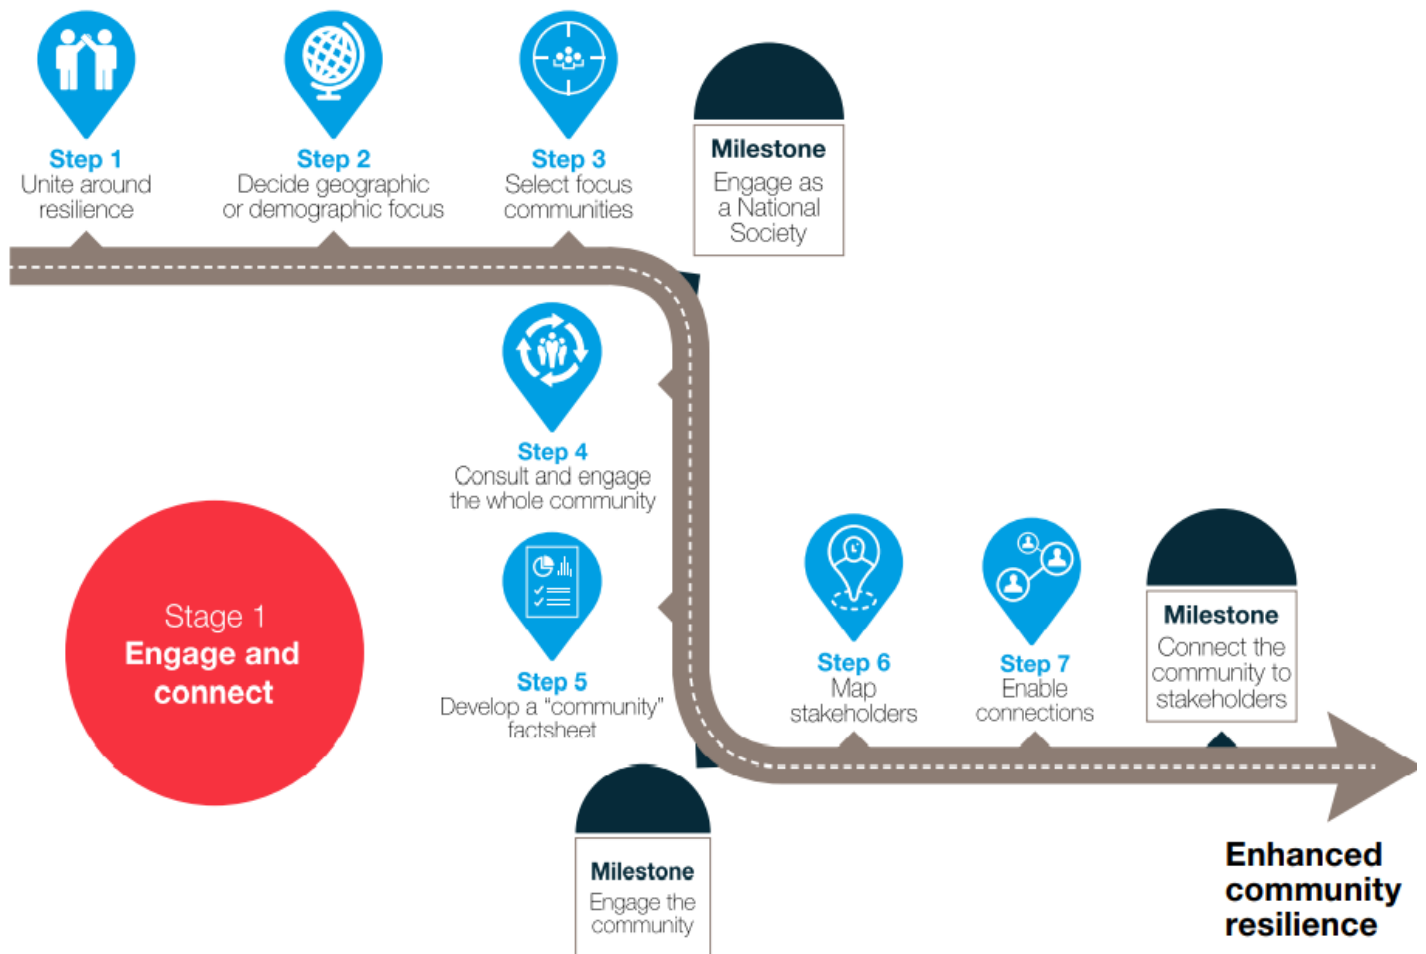 Step 1
Unite around
resilience
Step 2
Decide geographic
or demographic focus
Step 3
Select focus
communities
Milestone
Engage as
a National
Society
Step 4
Consult and engage
the whole community
Stage 1
Engage and
connect
Step 5
Develop a “community”
factsheet
Milestone
Engage the
community
Step 6
Map
stakeholders
Step 7
Enable
connections
Milestone
Connect the
community to
stakeholders
Enhanced
community
resilience